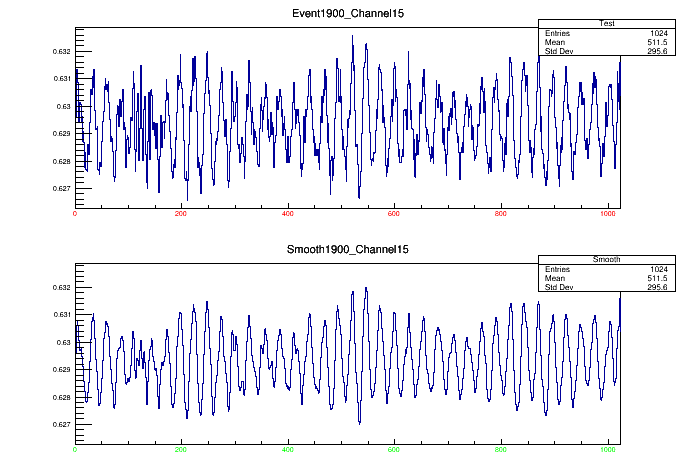 Event1900_Channel15
Test
Entries 1024
Mean 511.5
Std Dev 295.6
0.632
0.631
0.63
0.629
0.628
0.627
0 200 400 600 800 1000
Smooth1900_Channel15
Smooth
Entries 1024
Mean 511.5
Std Dev 295.6
0.632
0.631
0.63
0.629
0.628
0.627
0 200 400 600 800 1000